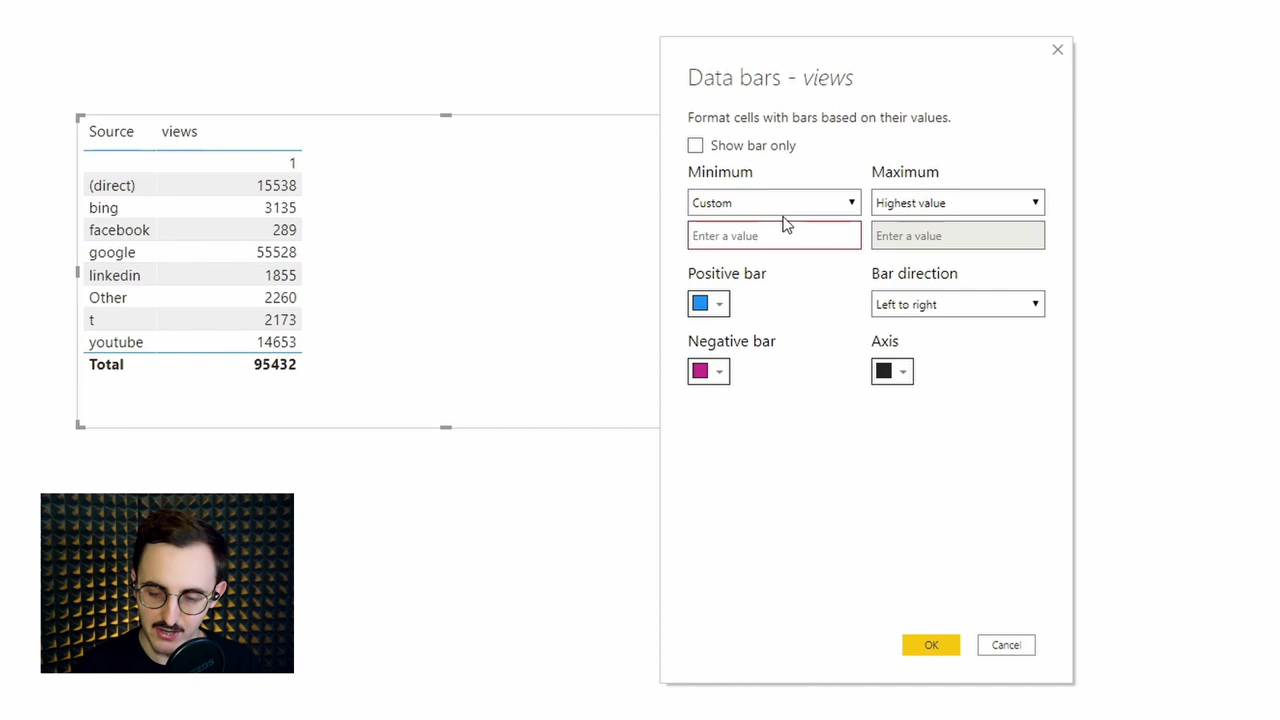 Source views
1
(direct) 15538
bing 3135
facebook 289
google 55528
linkedin 1855
Other 2260
t 2173
youtube 14653
Total 95432
Data bars - views
Format cells with bars based on their values.
Show bar only
Minimum Maximum
Custom Highest value
Enter a value Enter a value
Positive bar Bar direction
Left to right
Negative bar Axis
OK Cancel